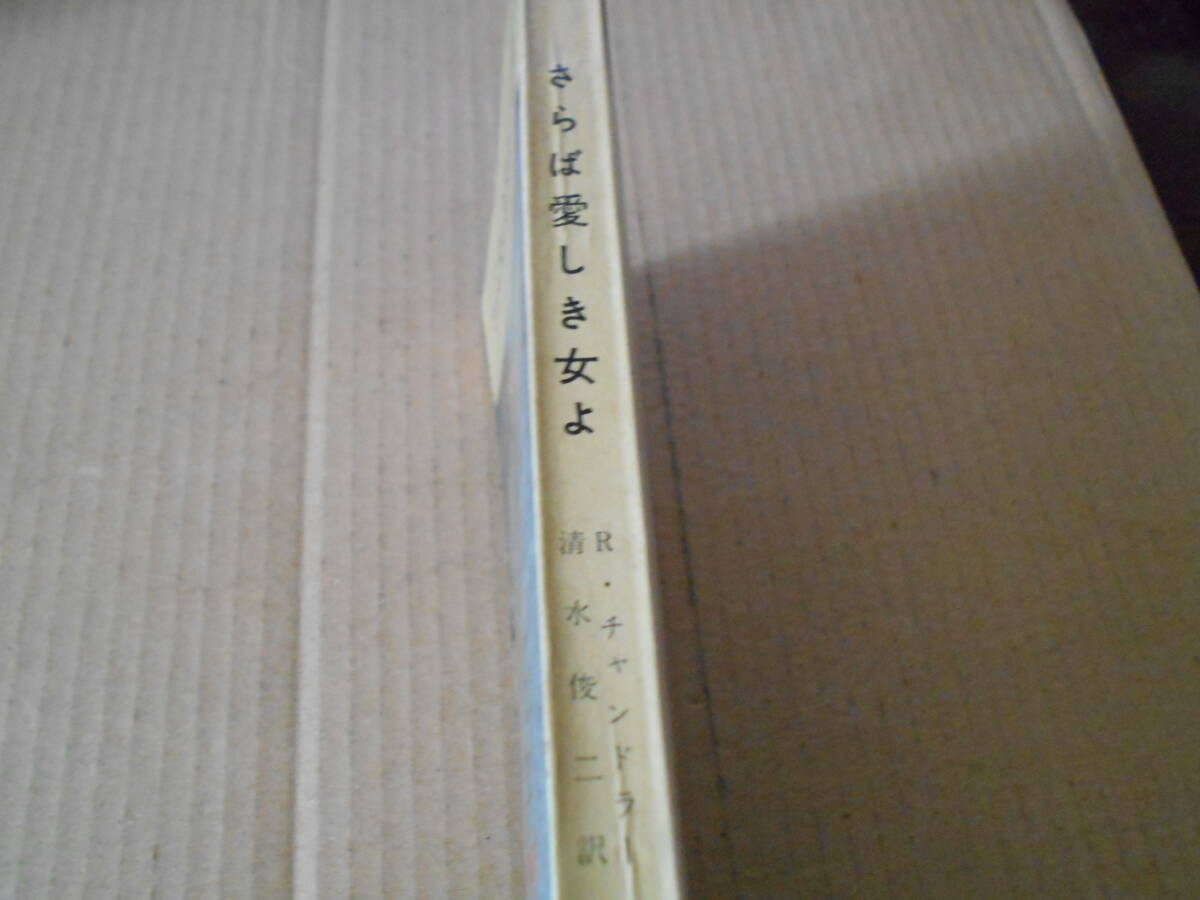 さらば愛しき女よ
R・チャンドラー
清水俊二訳